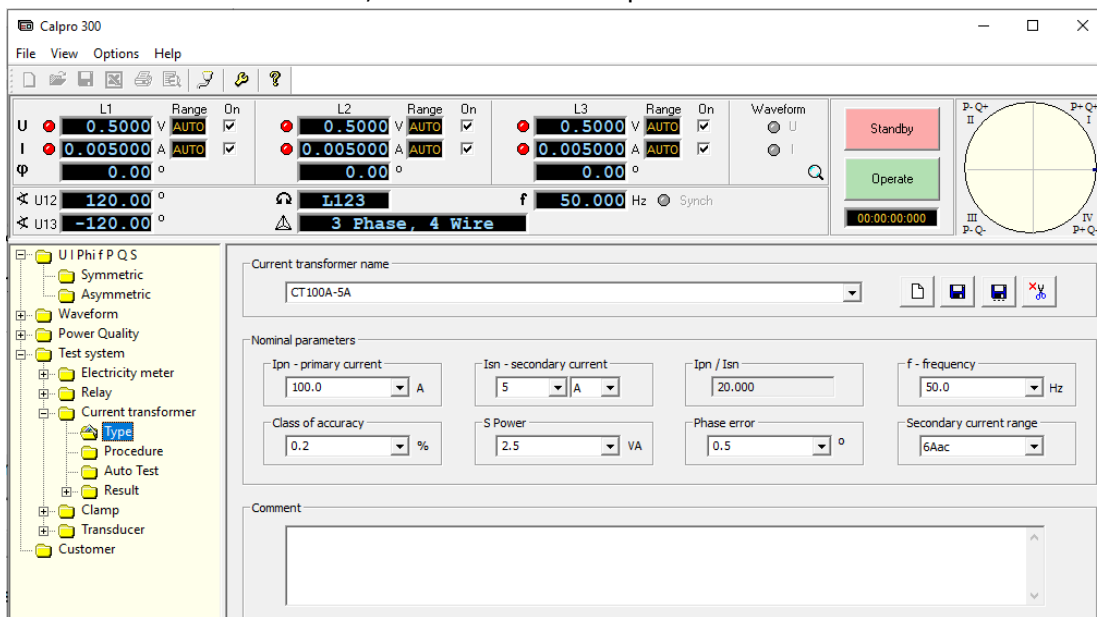 Calpro 300
File View Options Help
L1 Range On L2 Range On L3 Range On Waveform
U 0.5000 V AUTO 0.5000 V AUTO 0.5000 V AUTO U
I 0.005000 A AUTO 0.005000 A AUTO 0.005000 A AUTO I
φ 0.00 ° 0.00 ° 0.00 °
U12 120.00 ° L123 f 50.000 Hz Synch
U13 -120.00 ° 3 Phase, 4 Wire
Standby
Operate
00:00:00:000
P- Q+ P+ Q+
II I
III IV
P- Q- P+ Q-
U I Phi f P Q S
Symmetric
Asymmetric
Waveform
Power Quality
Test system
Electricity meter
Relay
Current transformer
Type
Procedure
Auto Test
Result
Clamp
Transducer
Customer
Current transformer name
CT100A-5A
Nominal parameters
Ipn - primary current Isn - secondary current Ipn / Isn f - frequency
100.0 A 5 A 20.000 50.0 Hz
Class of accuracy S Power Phase error Secondary current range
0.2 % 2.5 VA 0.5 ° 6Aac
Comment